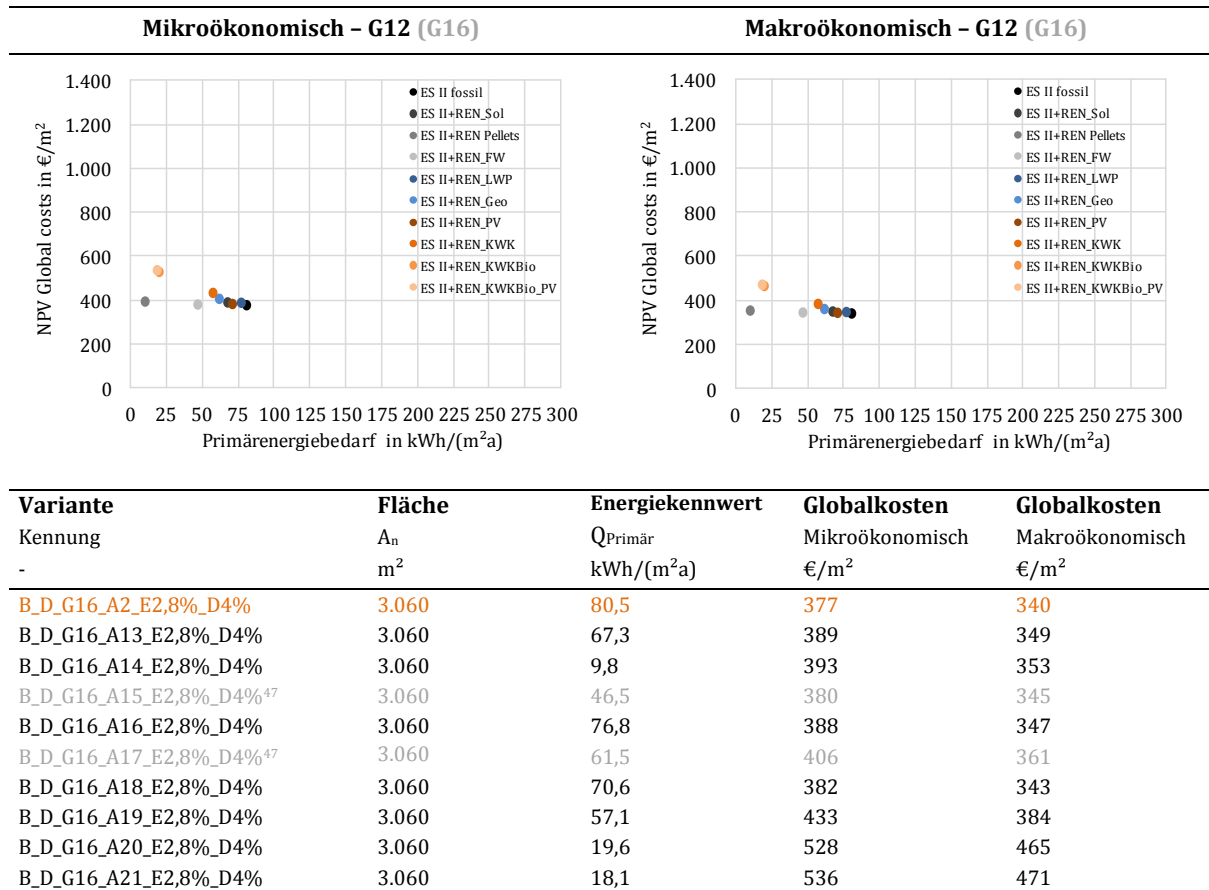 Mikroökonomisch – G12 (G16)
Makroökonomisch – G12 (G16)
NPV Global costs in €/m²
1.400
1.200
1.000
800
600
400
200
0
0 25 50 75 100 125 150 175 200 225 250 275 300
Primärenergiebedarf in kWh/(m²a)
ES II fossil
ES II+REN_Sol
ES II+REN Pellets
ES II+REN_FW
ES II+REN_LWP
ES II+REN_Geo
ES II+REN_PV
ES II+REN_KWK
ES II+REN_KWKBio
ES II+REN_KWKBio_PV
NPV Global costs in €/m²
1.400
1.200
1.000
800
600
400
200
0
0 25 50 75 100 125 150 175 200 225 250 275 300
Primärenergiebedarf in kWh/(m²a)
ES II fossil
ES II+REN_Sol
ES II+REN Pellets
ES II+REN_FW
ES II+REN_LWP
ES II+REN_Geo
ES II+REN_PV
ES II+REN_KWK
ES II+REN_KWKBio
ES II+REN_KWKBio_PV
Variante Fläche Energiekennwert Globalkosten Globalkosten
Kennung Aₙ QPrimär Mikroökonomisch Makroökonomisch
- m² kWh/(m²a) €/m² €/m²
B_D_G16_A2_E2,8%_D4% 3.060 80,5 377 340
B_D_G16_A13_E2,8%_D4% 3.060 67,3 389 349
B_D_G16_A14_E2,8%_D4% 3.060 9,8 393 353
B_D_G16_A15_E2,8%_D4%⁴⁷ 3.060 46,5 380 345
B_D_G16_A16_E2,8%_D4% 3.060 76,8 388 347
B_D_G16_A17_E2,8%_D4%⁴⁷ 3.060 61,5 406 361
B_D_G16_A18_E2,8%_D4% 3.060 70,6 382 343
B_D_G16_A19_E2,8%_D4% 3.060 57,1 433 384
B_D_G16_A20_E2,8%_D4% 3.060 19,6 528 465
B_D_G16_A21_E2,8%_D4% 3.060 18,1 536 471